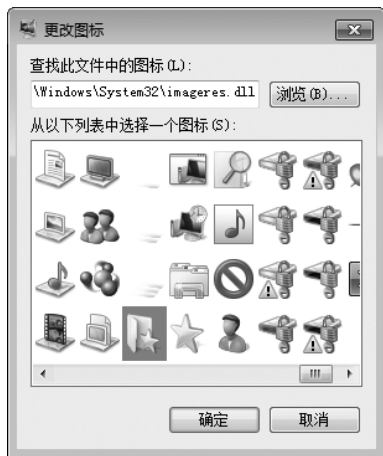 更改图标
查找此文件中的图标(L):
\Windows\System32\imageres.dll 浏览(B)...
从以下列表中选择一个图标(S):
确定 取消